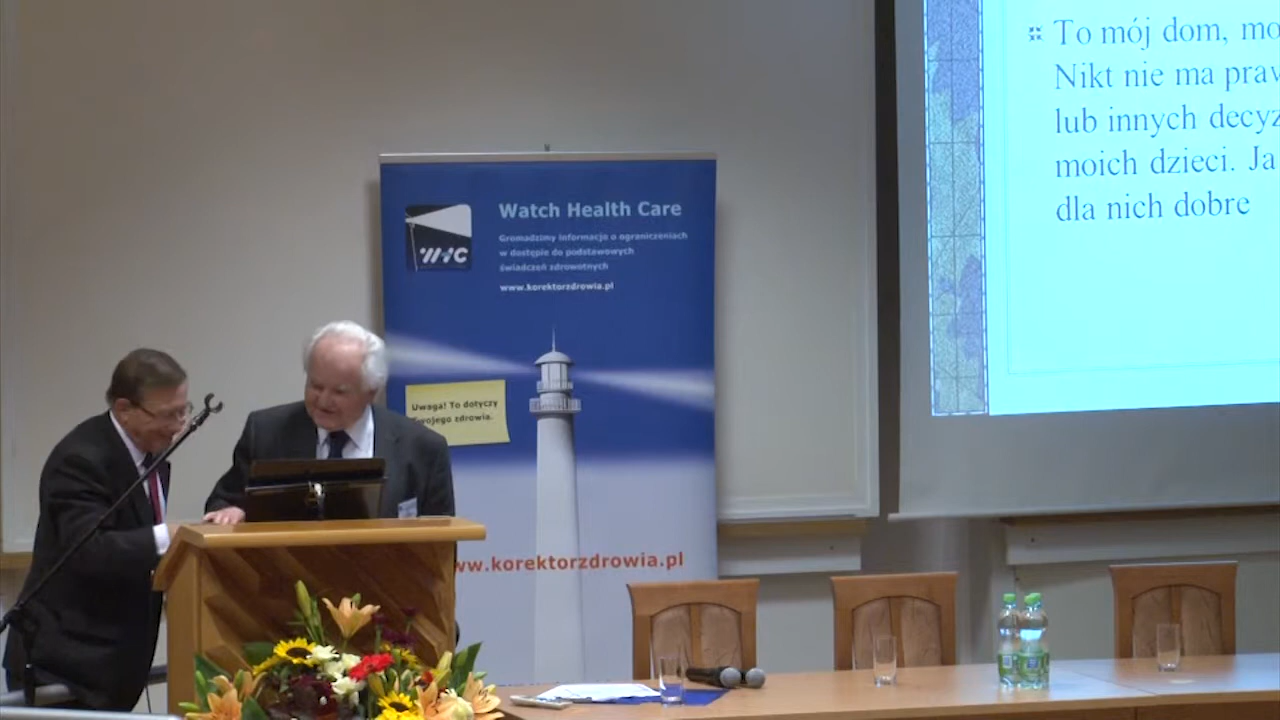 To mój dom, mo
Nikt nie ma praw
lub innych decyz
moich dzieci. Ja
dla nich dobre
Watch Health Care
Gromadzimy informacje o ograniczeniach
w dostępie do podstawowych
świadczeń zdrowotnych
www.korektorzdrowia.pl
WHC
Uwaga! To dotyczy
Twojego zdrowia.
ww.korektorzdrowia.pl